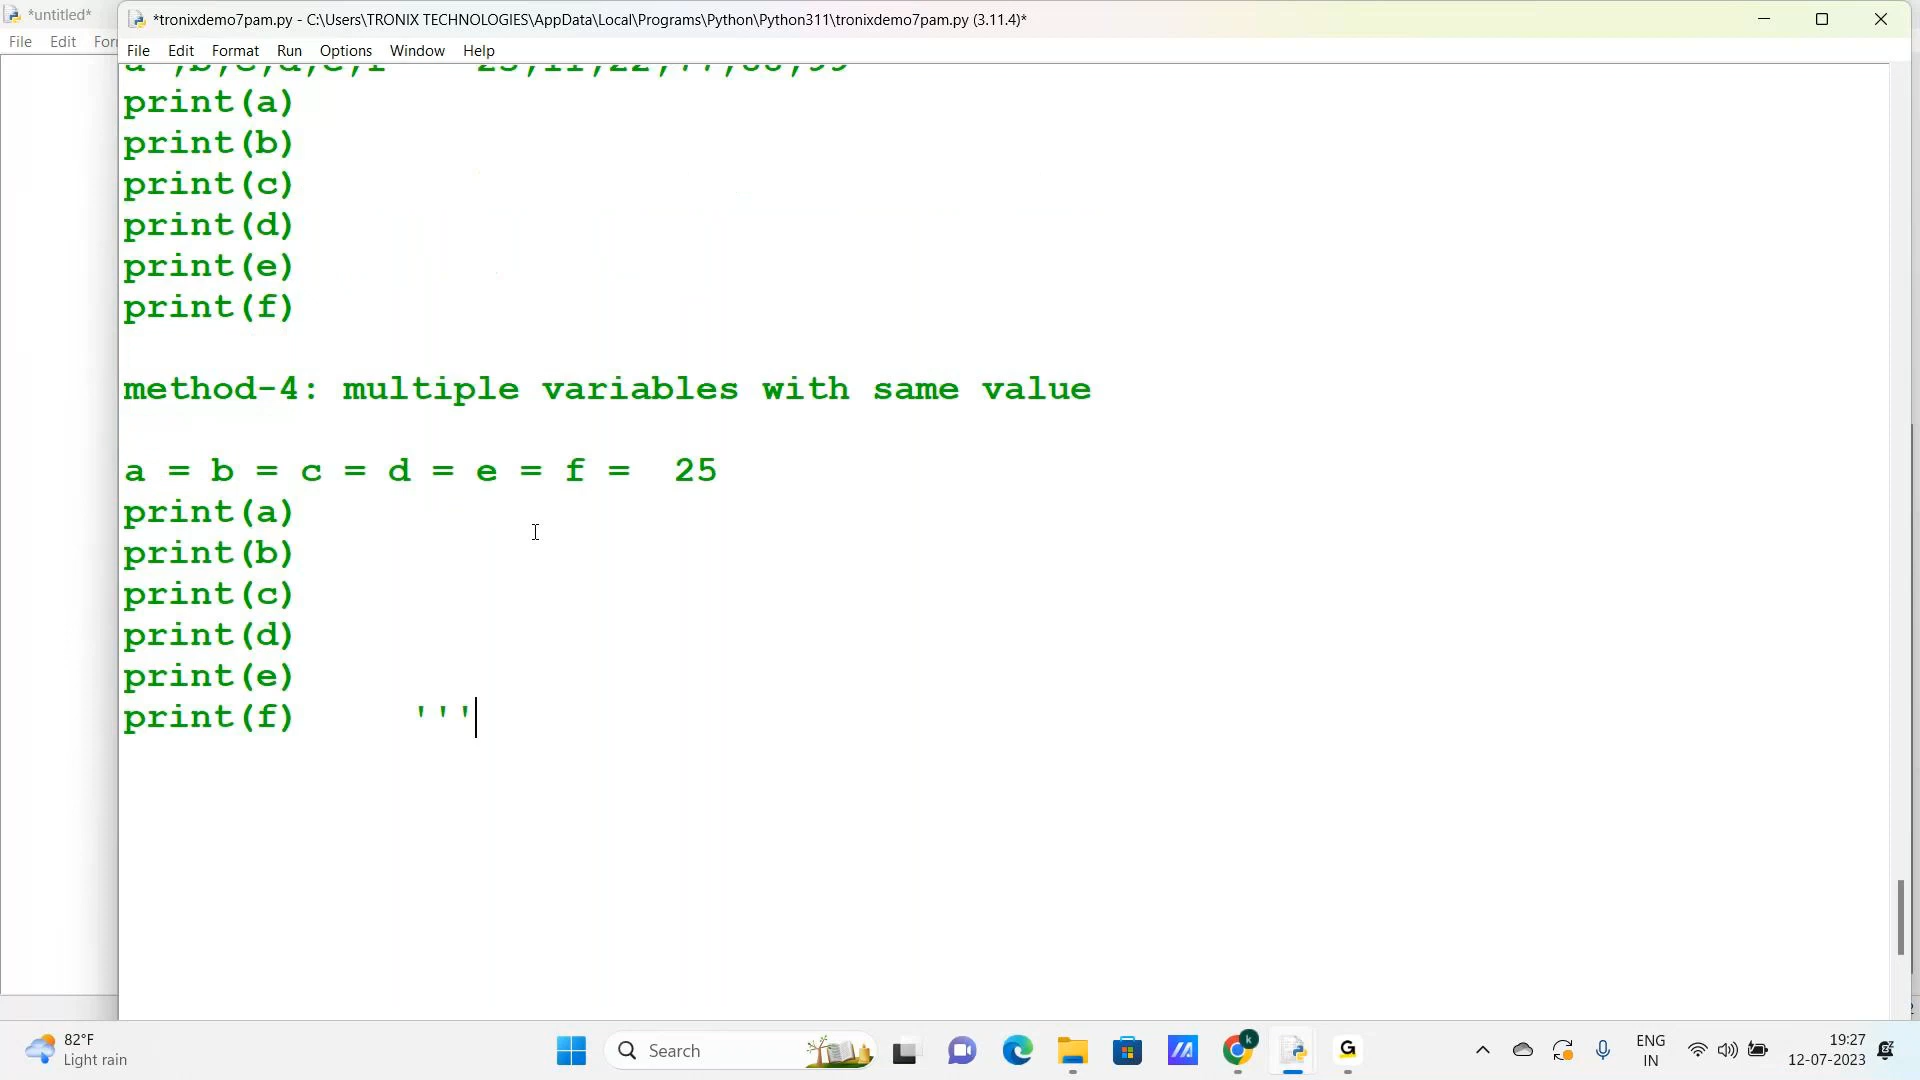 *untitled*
*tronixdemo7pam.py - C:\Users\TRONIX TECHNOLOGIES\AppData\Local\Programs\Python\Python311\tronixdemo7pam.py (3.11.4)*
File Edit
File Edit Format Run Options Window Help
print(a)
print(b)
print(c)
print(d)
print(e)
print(f)
method-4: multiple variables with same value
a = b = c = d = e = f =  25
print(a)
print(b)
print(c)
print(d)
print(e)
print(f)     '''
82°F
Light rain
Search
ENG
IN
19:27
12-07-2023